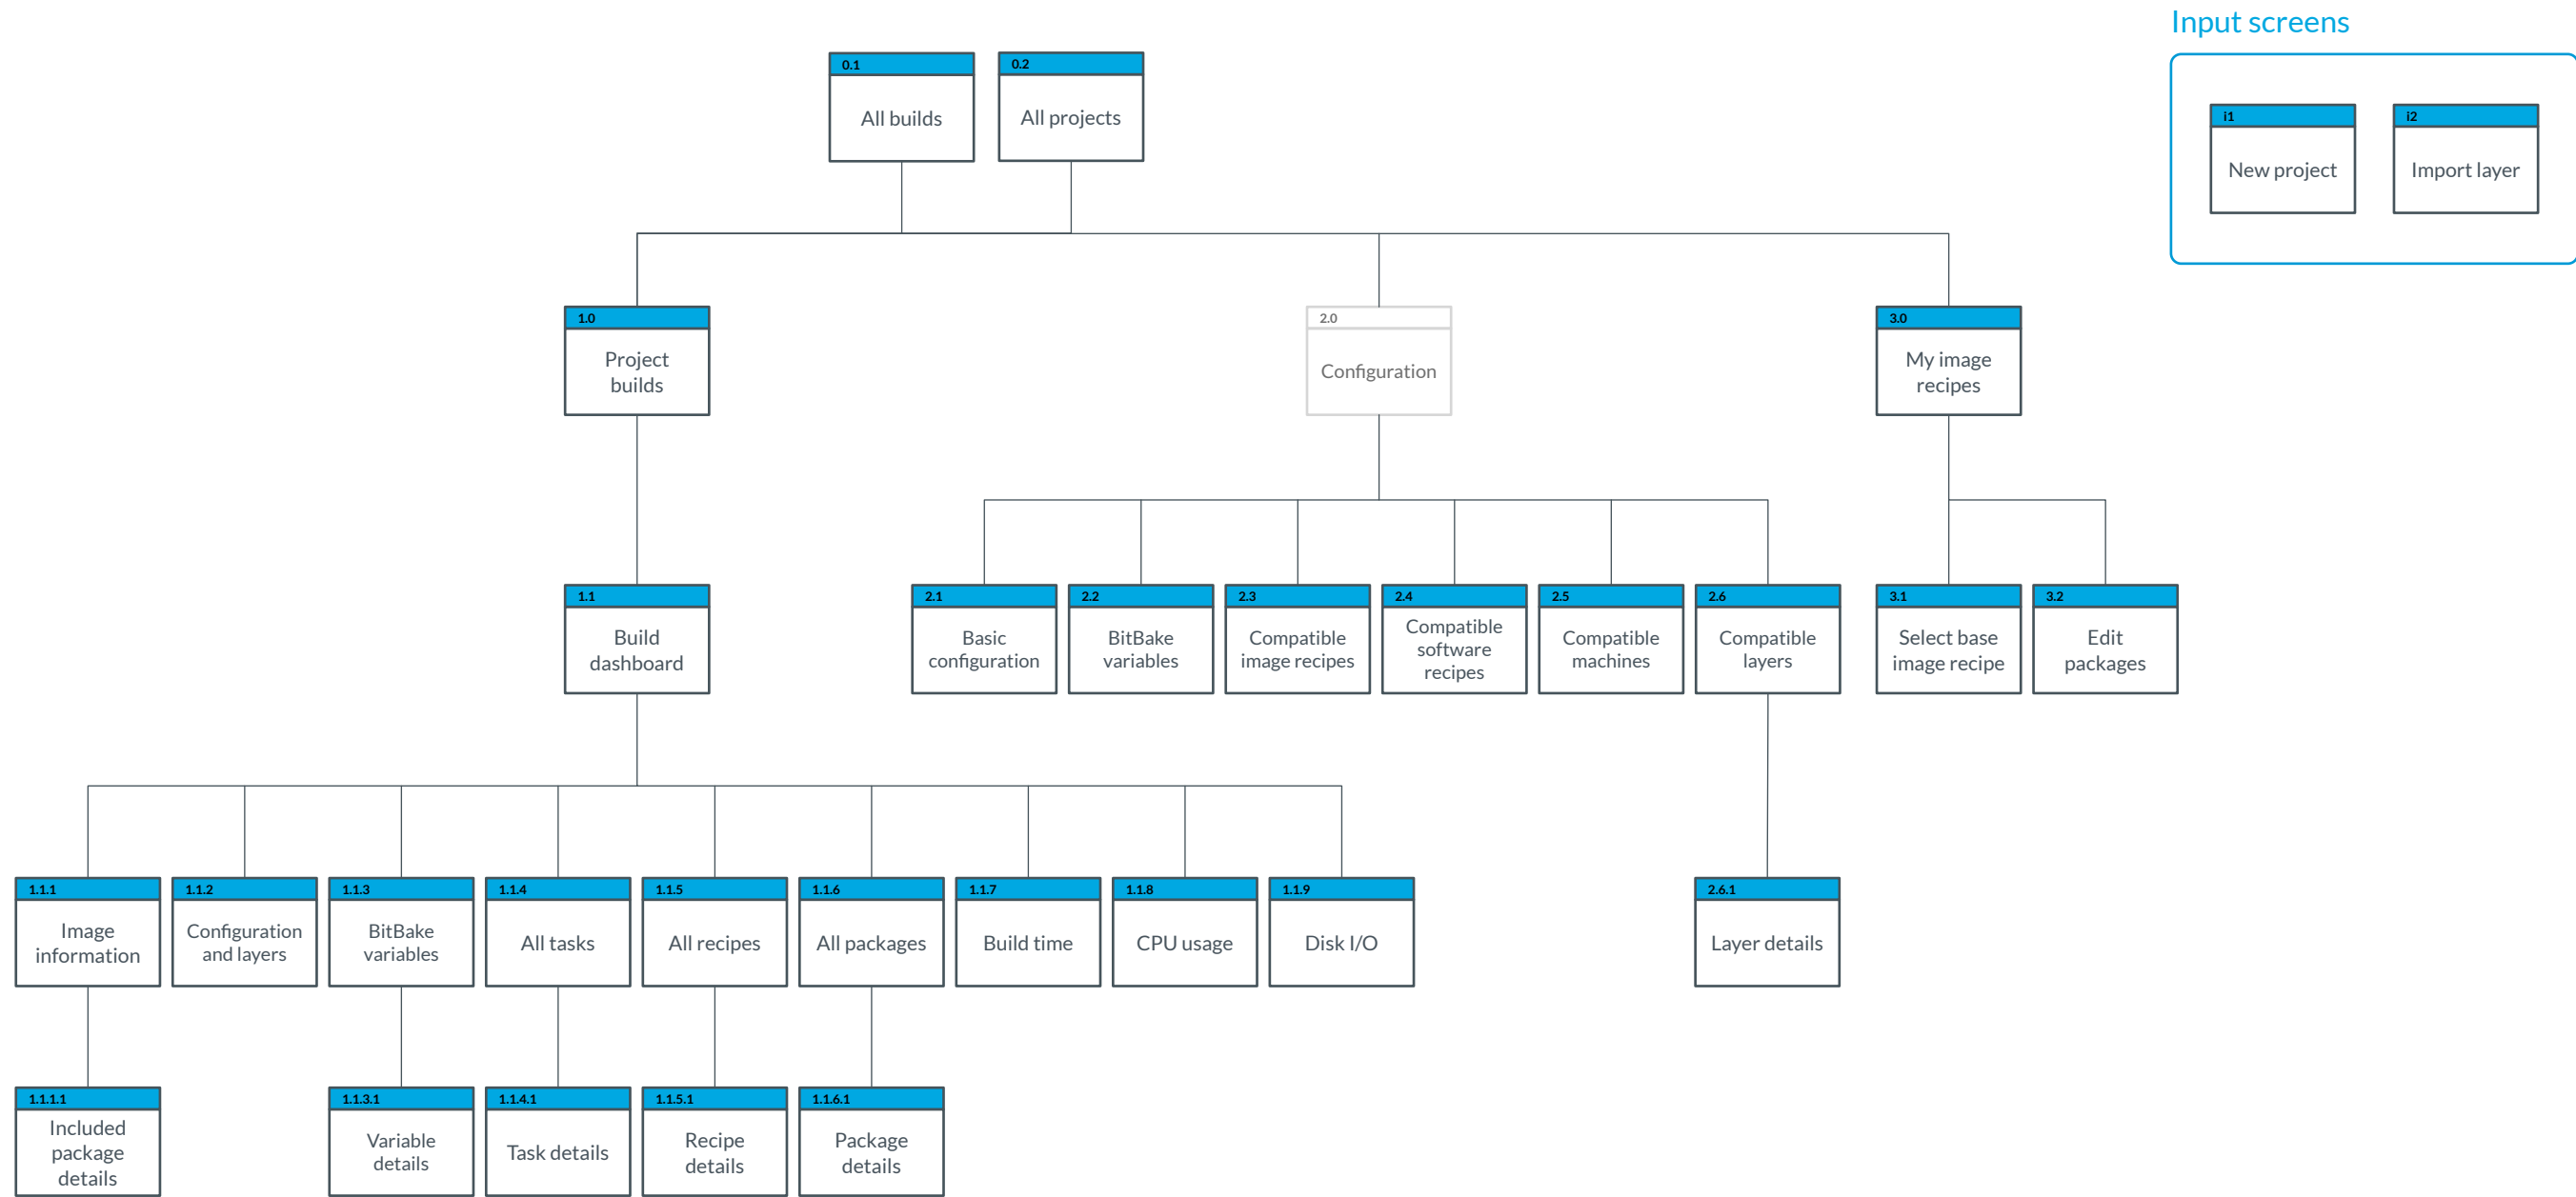 Input screens
0.1
All builds
0.2
All projects
i1
New project
i2
Import layer
1.0
Project
builds
2.0
Configuration
3.0
My image
recipes
1.1
Build
dashboard
2.1
Basic
configuration
2.2
BitBake
variables
2.3
Compatible
image recipes
2.4
Compatible
software
recipes
2.5
Compatible
machines
2.6
Compatible
layers
3.1
Select base
image recipe
3.2
Edit
packages
1.1.1
Image
information
1.1.2
Configuration
and layers
1.1.3
BitBake
variables
1.1.4
All tasks
1.1.5
All recipes
1.1.6
All packages
1.1.7
Build time
1.1.8
CPU usage
1.1.9
Disk I/O
2.6.1
Layer details
1.1.1.1
Included
package
details
1.1.3.1
Variable
details
1.1.4.1
Task details
1.1.5.1
Recipe
details
1.1.6.1
Package
details